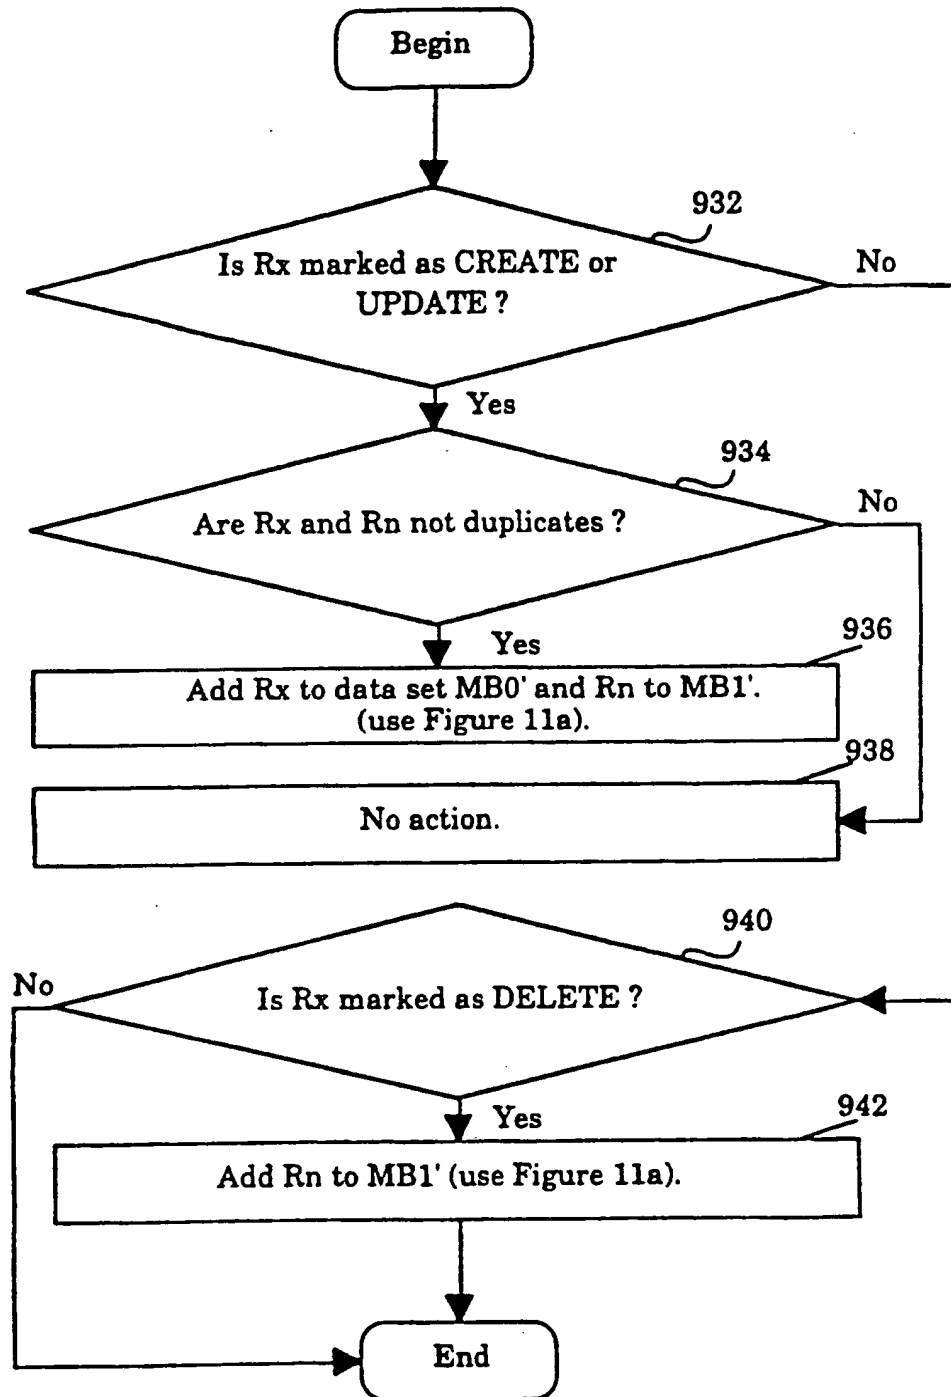 Begin
932
Is Rx marked as CREATE or
UPDATE ?
No
Yes
934
Are Rx and Rn not duplicates ?
No
Yes
936
Add Rx to data set MB0' and Rn to MB1'.
(use Figure 11a).
938
No action.
940
No
Is Rx marked as DELETE ?
Yes
942
Add Rn to MB1' (use Figure 11a).
End